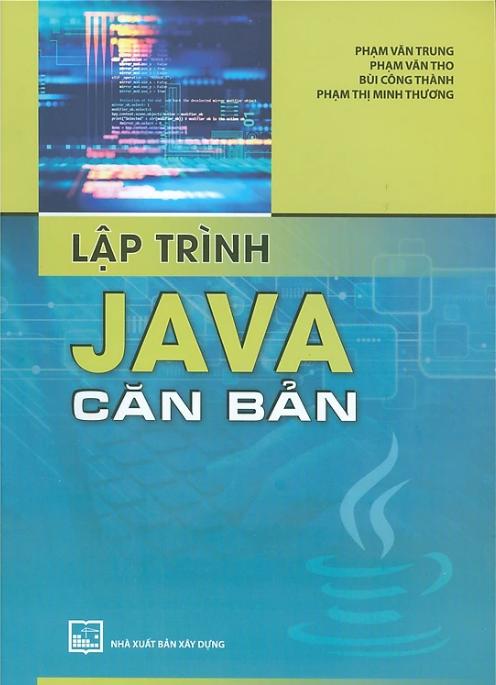 PHẠM VĂN TRUNG
PHẠM VĂN THO
BÙI CÔNG THÀNH
PHẠM THỊ MINH THƯƠNG
LẬP TRÌNH
JAVA
CĂN BẢN
NHÀ XUẤT BẢN XÂY DỰNG